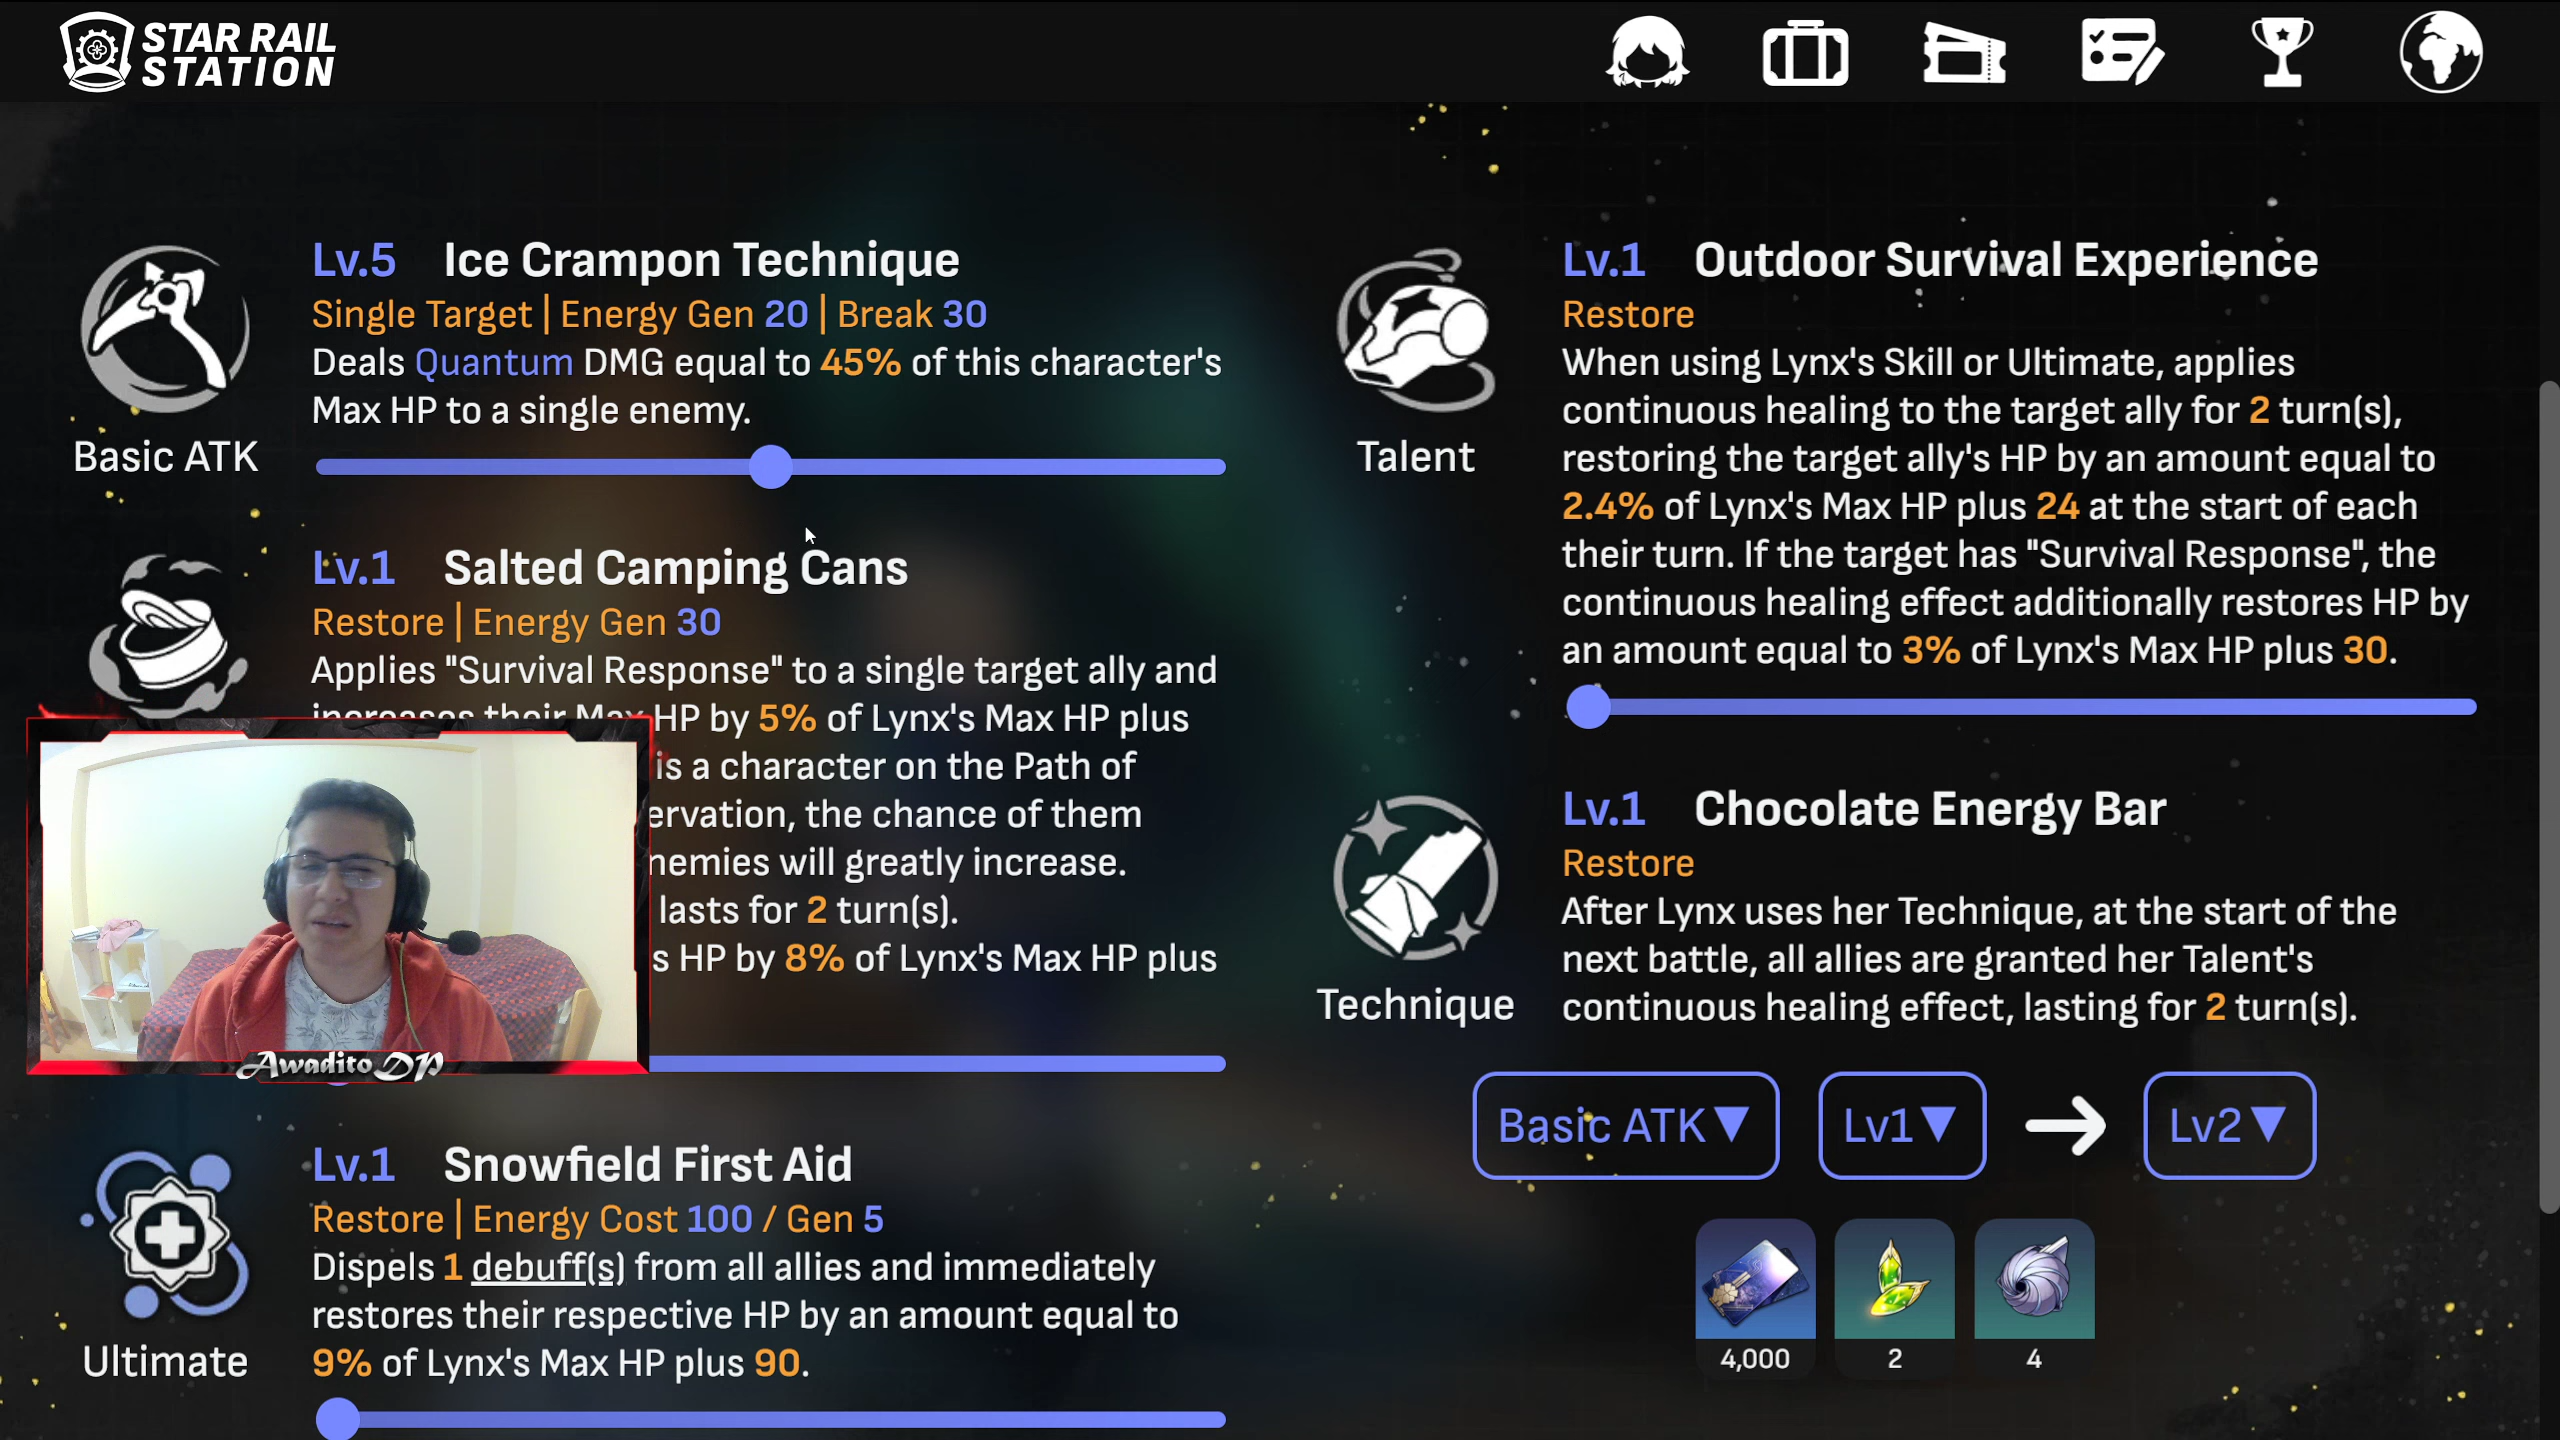 STAR RAIL
STATION
Lv.5 Ice Crampon Technique
Single Target | Energy Gen 20 | Break 30
Deals Quantum DMG equal to 45% of this character's
Max HP to a single enemy.
Basic ATK
Lv.1 Salted Camping Cans
Restore | Energy Gen 30
Applies "Survival Response" to a single target ally and
increases their Max HP by 5% of Lynx's Max HP plus
is a character on the Path of
ervation, the chance of them
nemies will greatly increase.
lasts for 2 turn(s).
s HP by 8% of Lynx's Max HP plus
Awadito DP
Lv.1 Snowfield First Aid
Restore | Energy Cost 100 / Gen 5
Dispels 1 debuff(s) from all allies and immediately
restores their respective HP by an amount equal to
9% of Lynx's Max HP plus 90.
Ultimate
Lv.1 Outdoor Survival Experience
Restore
When using Lynx's Skill or Ultimate, applies
continuous healing to the target ally for 2 turn(s),
restoring the target ally's HP by an amount equal to
2.4% of Lynx's Max HP plus 24 at the start of each
their turn. If the target has "Survival Response", the
continuous healing effect additionally restores HP by
an amount equal to 3% of Lynx's Max HP plus 30.
Talent
Lv.1 Chocolate Energy Bar
Restore
After Lynx uses her Technique, at the start of the
next battle, all allies are granted her Talent's
continuous healing effect, lasting for 2 turn(s).
Technique
Basic ATK▼ Lv1▼ → Lv2▼
4,000 2 4